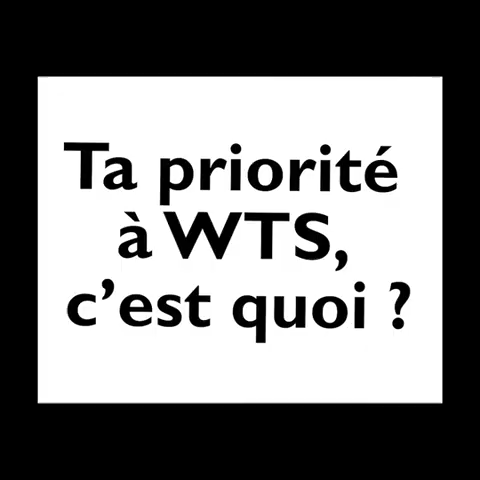 Ta priorité
à WTS,
c’est quoi ?